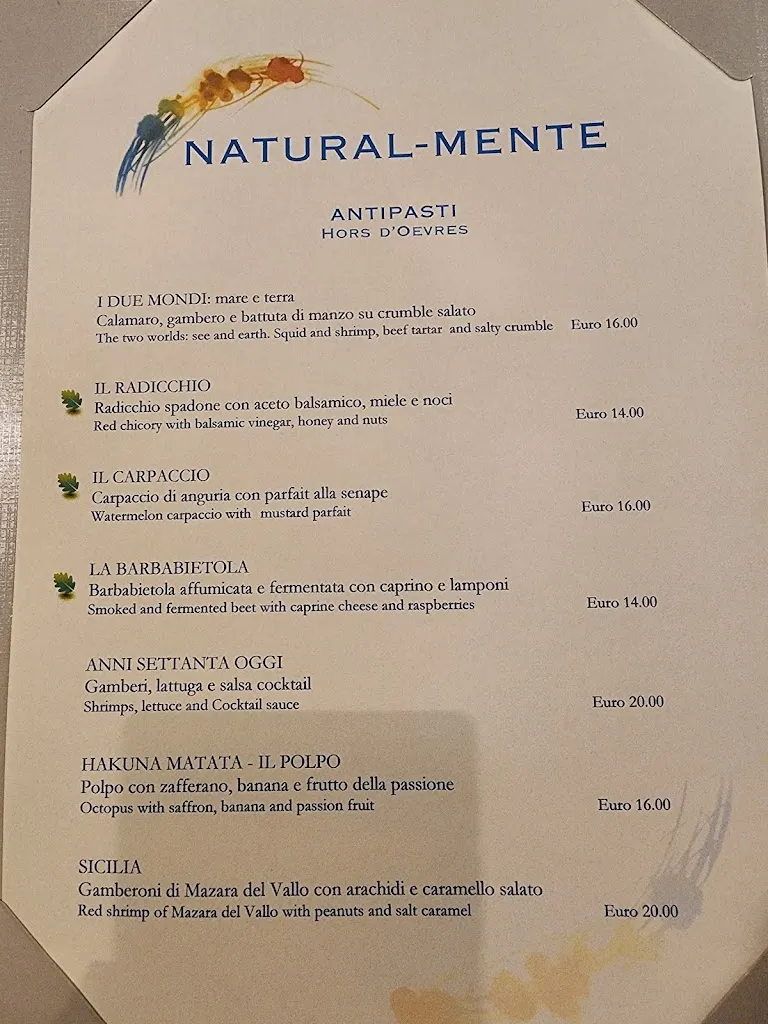 NATURAL-MENTE
ANTIPASTI
HORS D'OEVRES
I DUE MONDI: mare e terra
Calamaro, gambero e battuta di manzo su crumble salato
The two worlds: see and earth. Squid and shrimp, beef tartar and salty crumble Euro 16.00
IL RADICCHIO
Radicchio spadone con aceto balsamico, miele e noci
Red chicory with balsamic vinegar, honey and nuts Euro 14.00
IL CARPACCIO
Carpaccio di anguria con parfait alla senape
Watermelon carpaccio with mustard parfait Euro 16.00
LA BARBABIETOLA
Barbabietola affumicata e fermentata con caprino e lamponi
Smoked and fermented beet with caprine cheese and raspberries Euro 14.00
ANNI SETTANTA OGGI
Gamberi, lattuga e salsa cocktail
Shrimps, lettuce and Cocktail sauce Euro 20.00
HAKUNA MATATA - IL POLPO
Polpo con zafferano, banana e frutto della passione
Octopus with saffron, banana and passion fruit Euro 16.00
SICILIA
Gamberoni di Mazara del Vallo con arachidi e caramello salato
Red shrimp of Mazara del Vallo with peanuts and salt caramel Euro 20.00